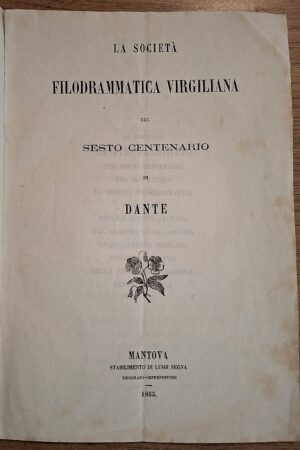 LA SOCIETÀ
FILODRAMMATICA VIRGILIANA
NEL
SESTO CENTENARIO
DI
DANTE
MANTOVA
STABILIMENTO DI LUIGI SEGNA
TIPOGRAFO-IMPRENDITORE
1865.